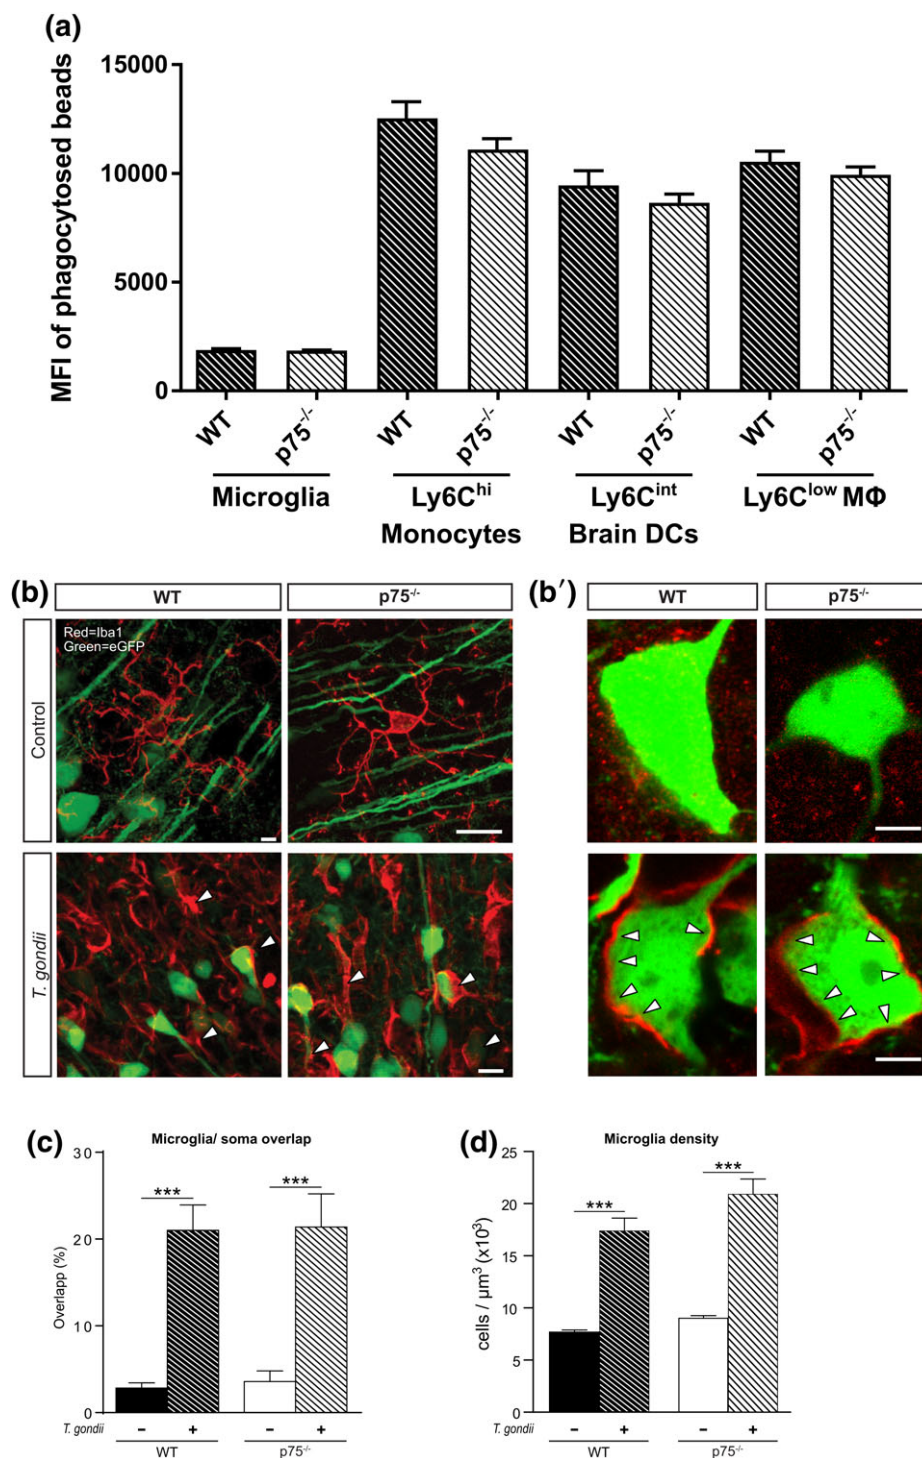 (a)
MFI of phagocytosed beads
15000
10000
5000
0
WT p75-/- WT p75-/- WT p75-/- WT p75-/-
Microglia Ly6Chi Ly6Cint Ly6Clow MΦ
Monocytes Brain DCs
(b) WT p75-/- (b') WT p75-/-
Red=Iba1
Green=eGFP
Control
T. gondii
(c) Microglia/ soma overlap
Overlapp (%)
30
20
10
0
*** ***
T. gondii - + - +
WT p75-/-
(d) Microglia density
cells / µm3 (x103)
25
20
15
10
5
0
*** ***
T. gondii - + - +
WT p75-/-